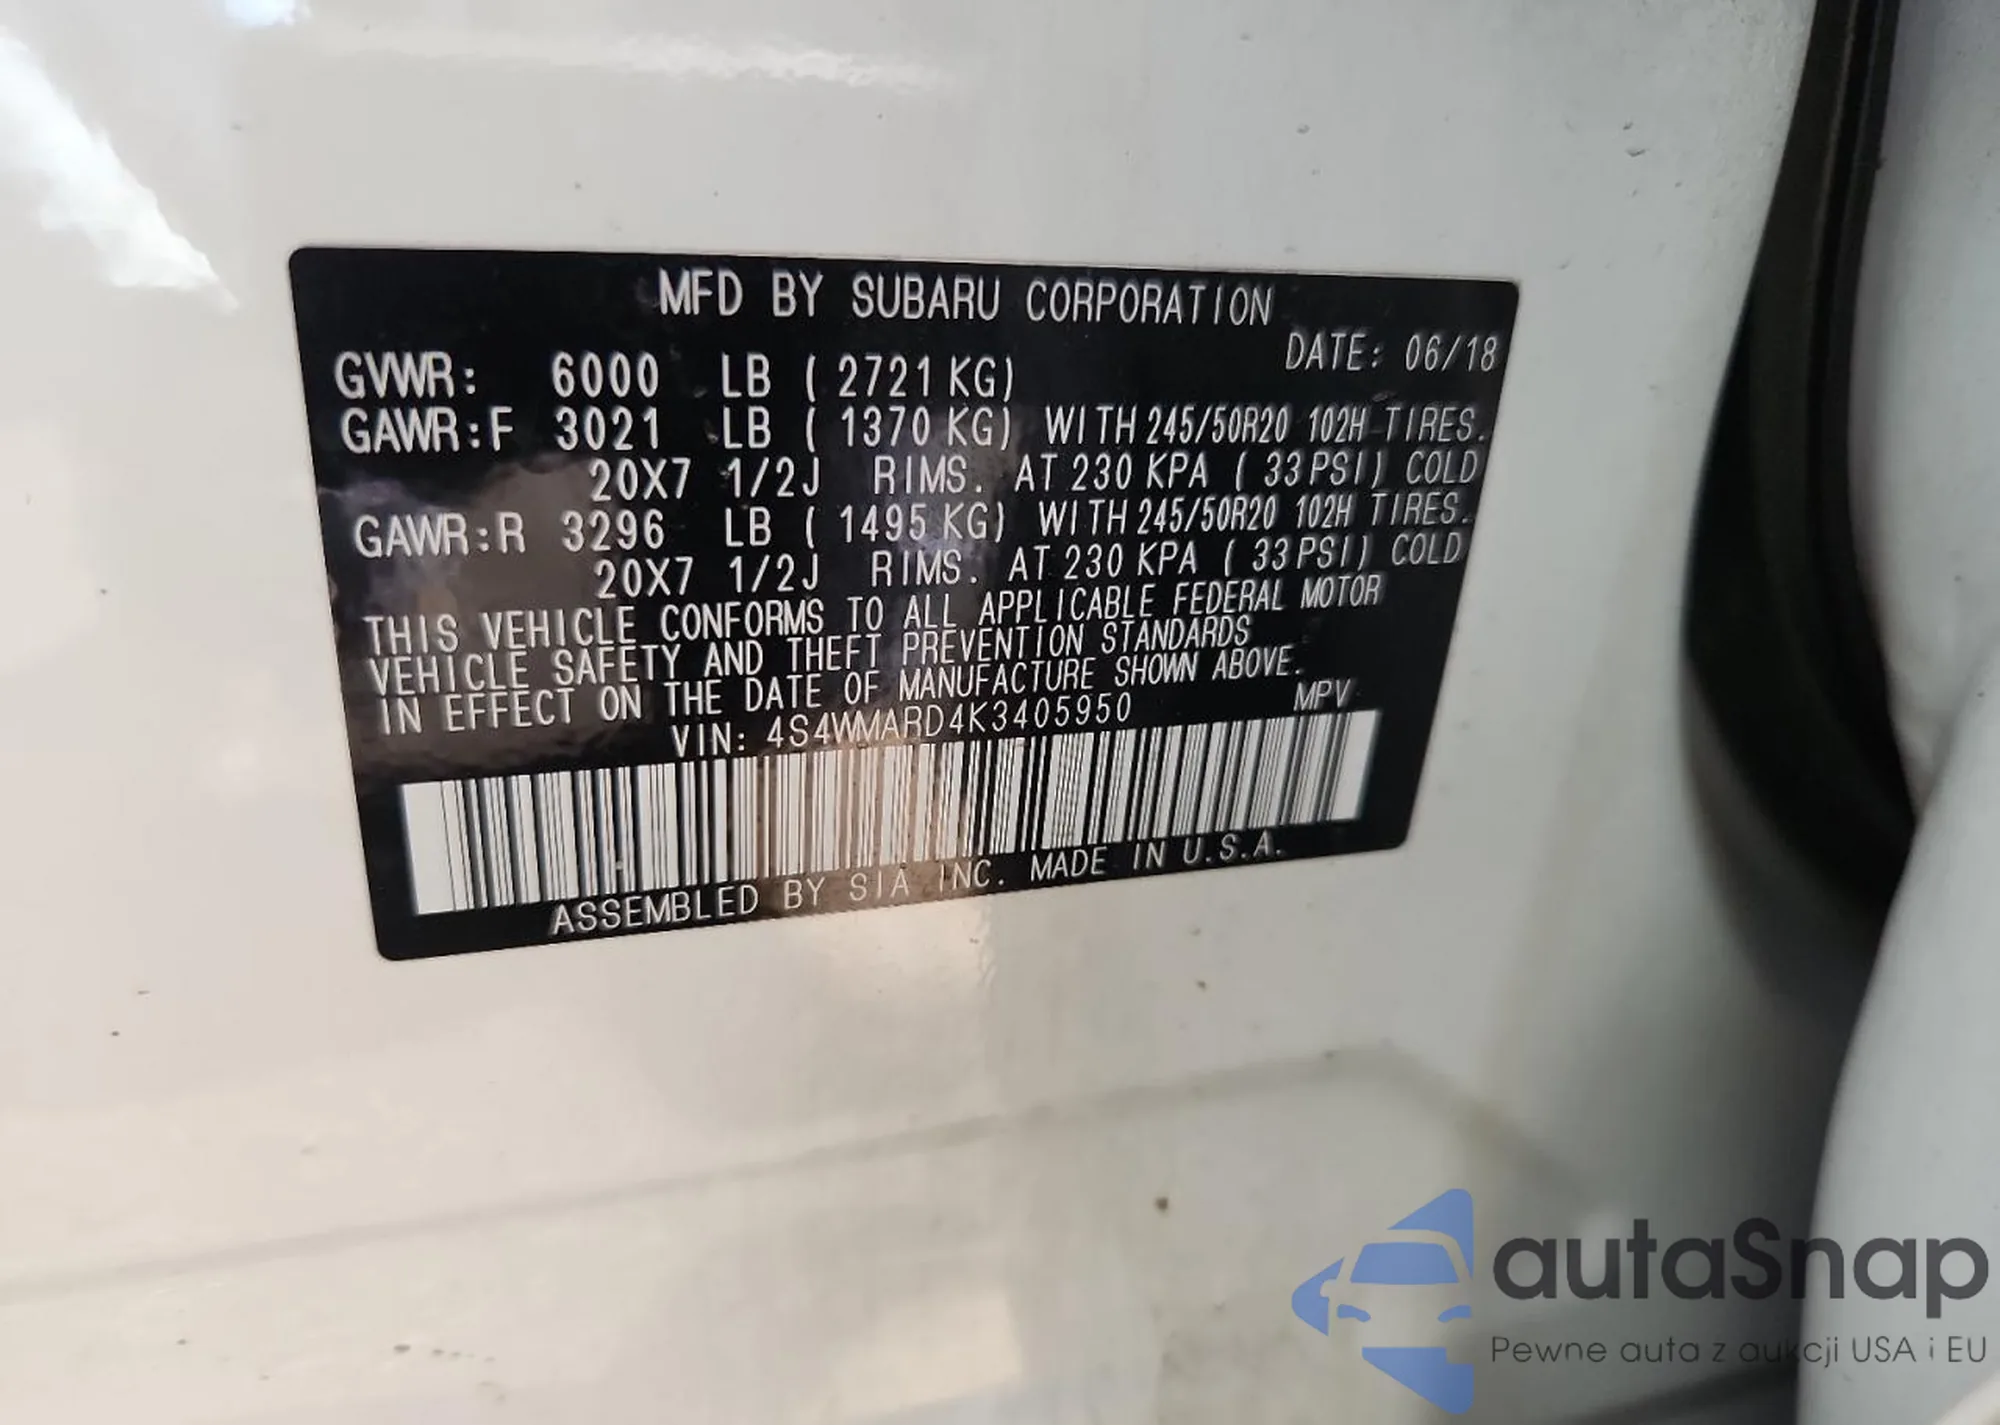 MFD BY SUBARU CORPORATION
DATE: 06/18
GVWR: 6000 LB ( 2721 KG)
GAWR:F 3021 LB ( 1370 KG) WITH 245/50R20 102H TIRES.
20X7 1/2J RIMS. AT 230 KPA ( 33 PSI) COLD
GAWR:R 3296 LB ( 1495 KG) WITH 245/50R20 102H TIRES.
20X7 1/2J RIMS. AT 230 KPA ( 33 PSI) COLD
THIS VEHICLE CONFORMS TO ALL APPLICABLE FEDERAL MOTOR
VEHICLE SAFETY AND THEFT PREVENTION STANDARDS
IN EFFECT ON THE DATE OF MANUFACTURE SHOWN ABOVE.
VIN: 4S4WMARD4K3405950 MPV
ASSEMBLED BY SIA INC. MADE IN U.S.A.
autaSnap
Pewne auta z aukcji USA i EU